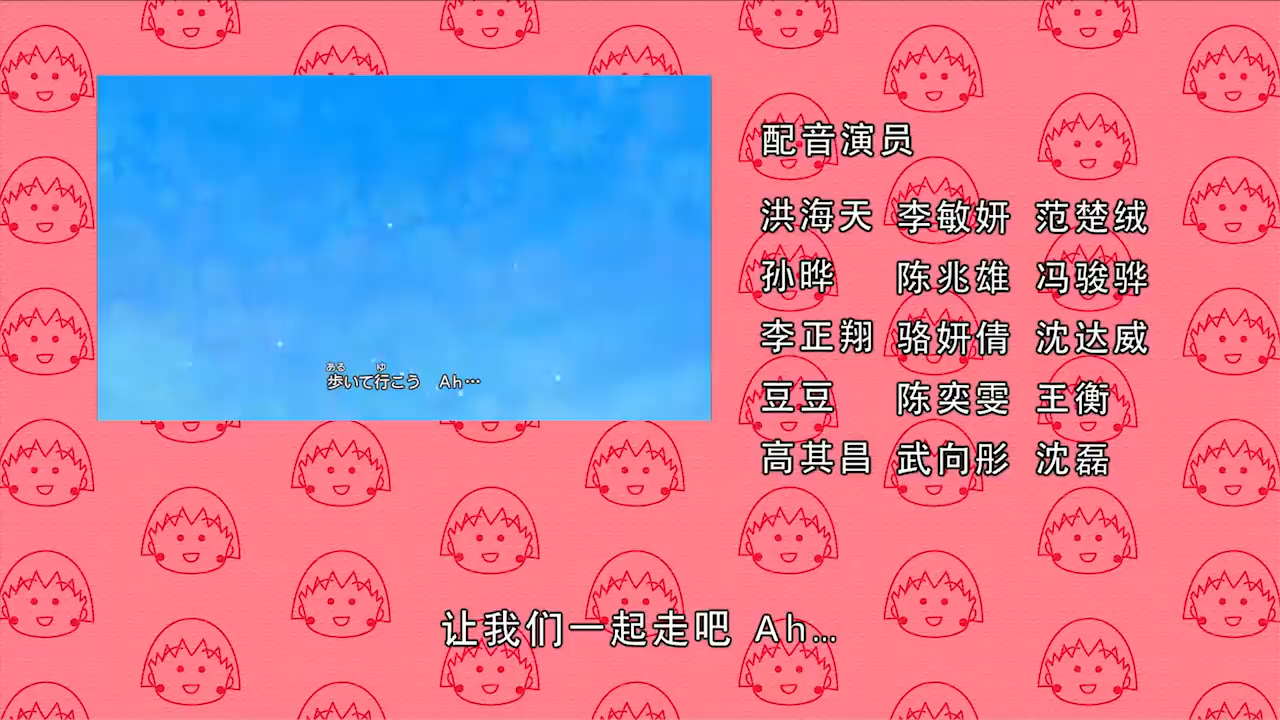 配音演员
洪海天 李敏妍 范楚绒
孙晔 陈兆雄 冯骏骅
李正翔 骆妍倩 沈达威
豆豆 陈奕雯 王衡
高其昌 武向彤 沈磊
ある ゆ
歩いて行こう Ah…
让我们一起走吧 Ah…